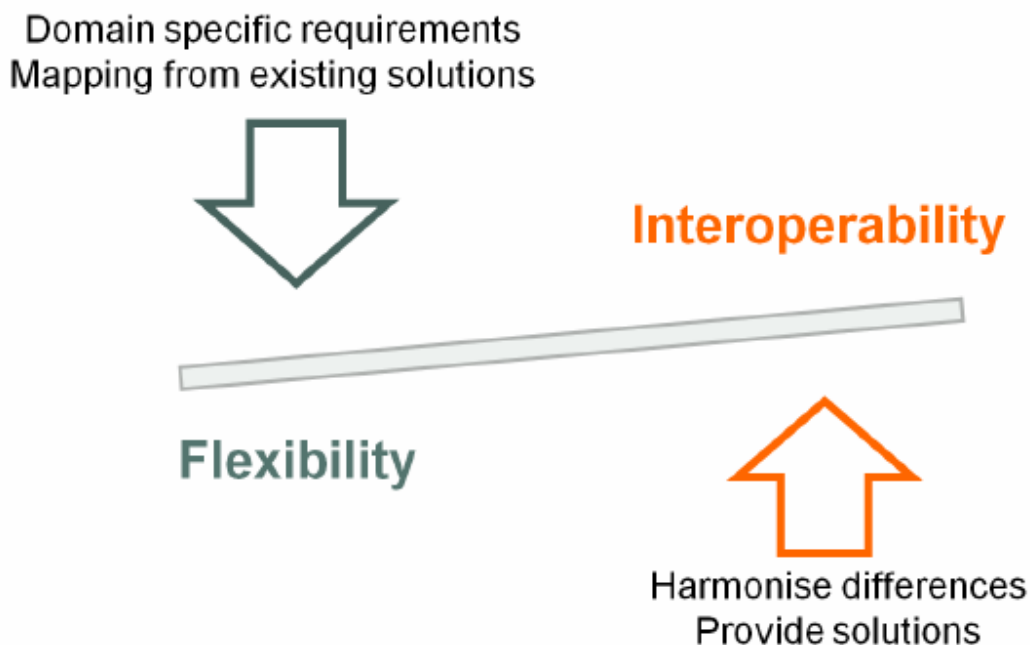 Domain specific requirements
Mapping from existing solutions
Interoperability
Flexibility
Harmonise differences
Provide solutions